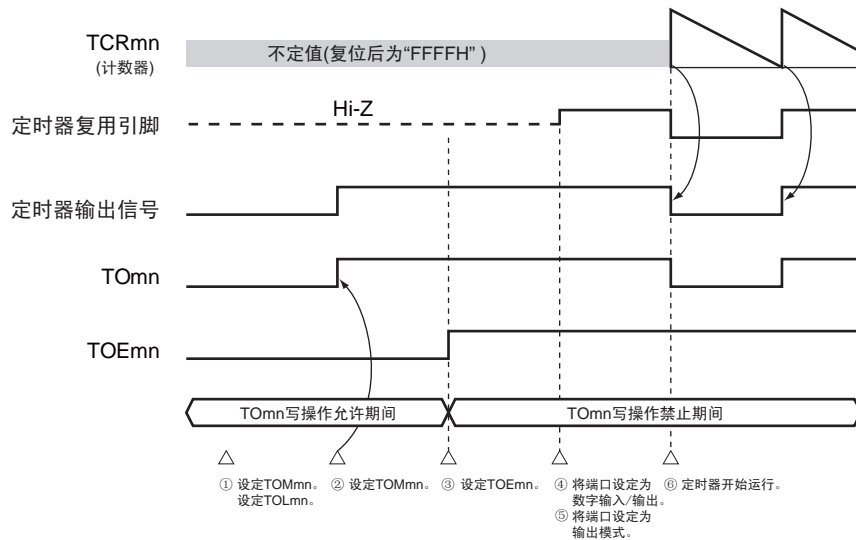 TCRmn
(计数器)
不定值(复位后为“FFFFH” )
定时器复用引脚
Hi-Z
定时器输出信号
TOmn
TOEmn
TOmn写操作允许期间
TOmn写操作禁止期间
① 设定TOMmn。
设定TOLmn。
② 设定TOMmn。
③ 设定TOEmn。
④ 将端口设定为
数字输入/输出。
⑤ 将端口设定为
输出模式。
⑥ 定时器开始运行。